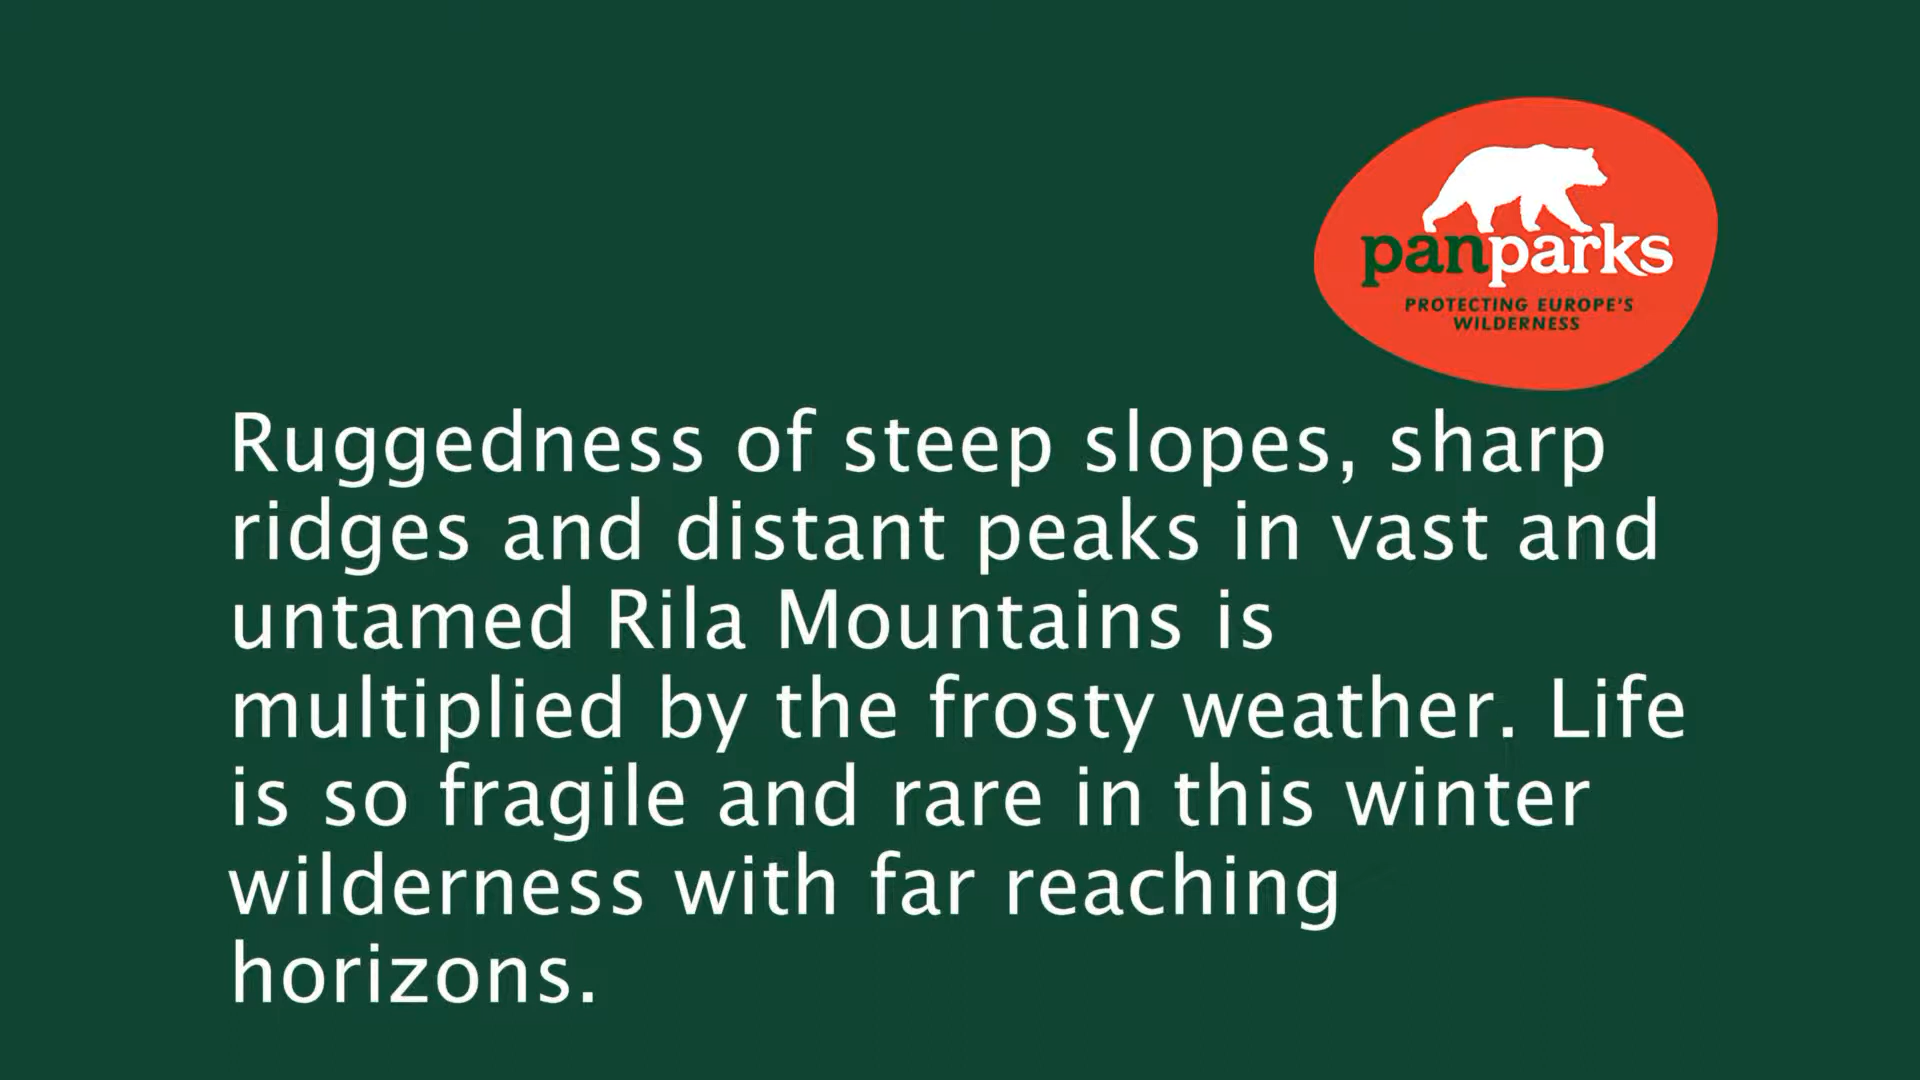 panparks
PROTECTING EUROPE'S
WILDERNESS
Ruggedness of steep slopes, sharp
ridges and distant peaks in vast and
untamed Rila Mountains is
multiplied by the frosty weather. Life
is so fragile and rare in this winter
wilderness with far reaching
horizons.